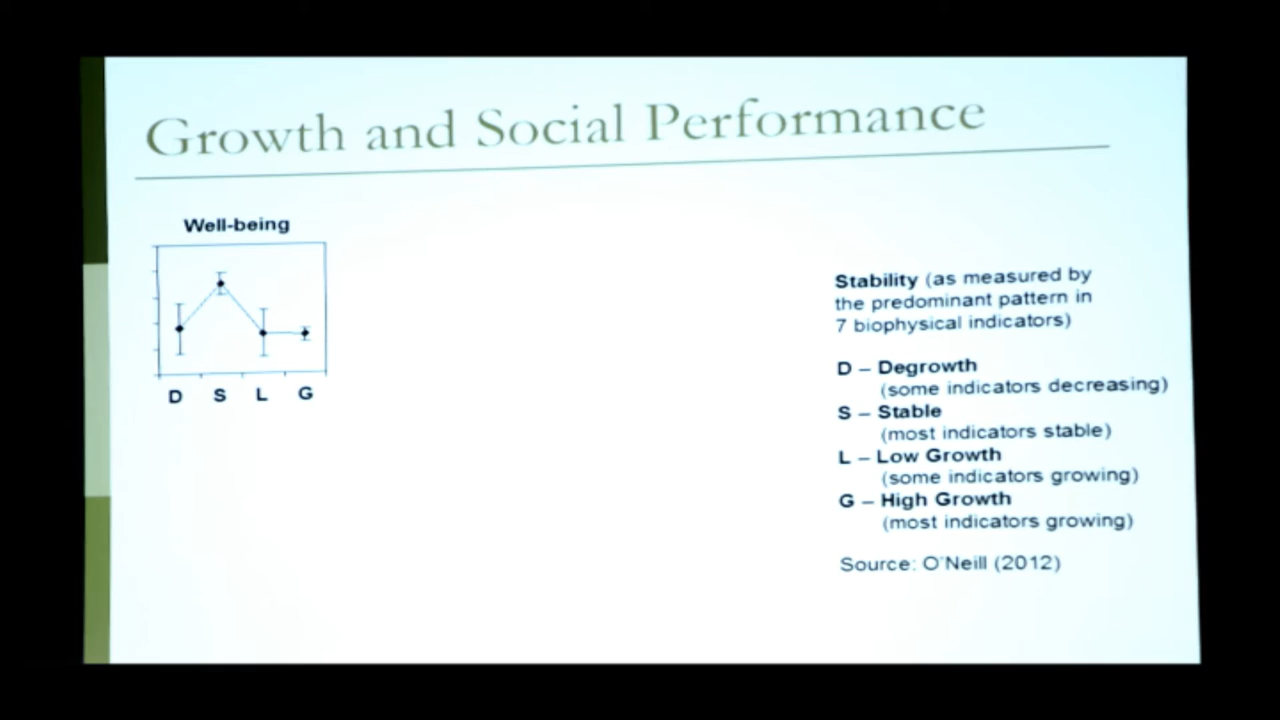 Growth and Social Performance
Well-being
D S L G
Stability (as measured by
the predominant pattern in
7 biophysical indicators)
D – Degrowth
(some indicators decreasing)
S – Stable
(most indicators stable)
L – Low Growth
(some indicators growing)
G – High Growth
(most indicators growing)
Source: O'Neill (2012)